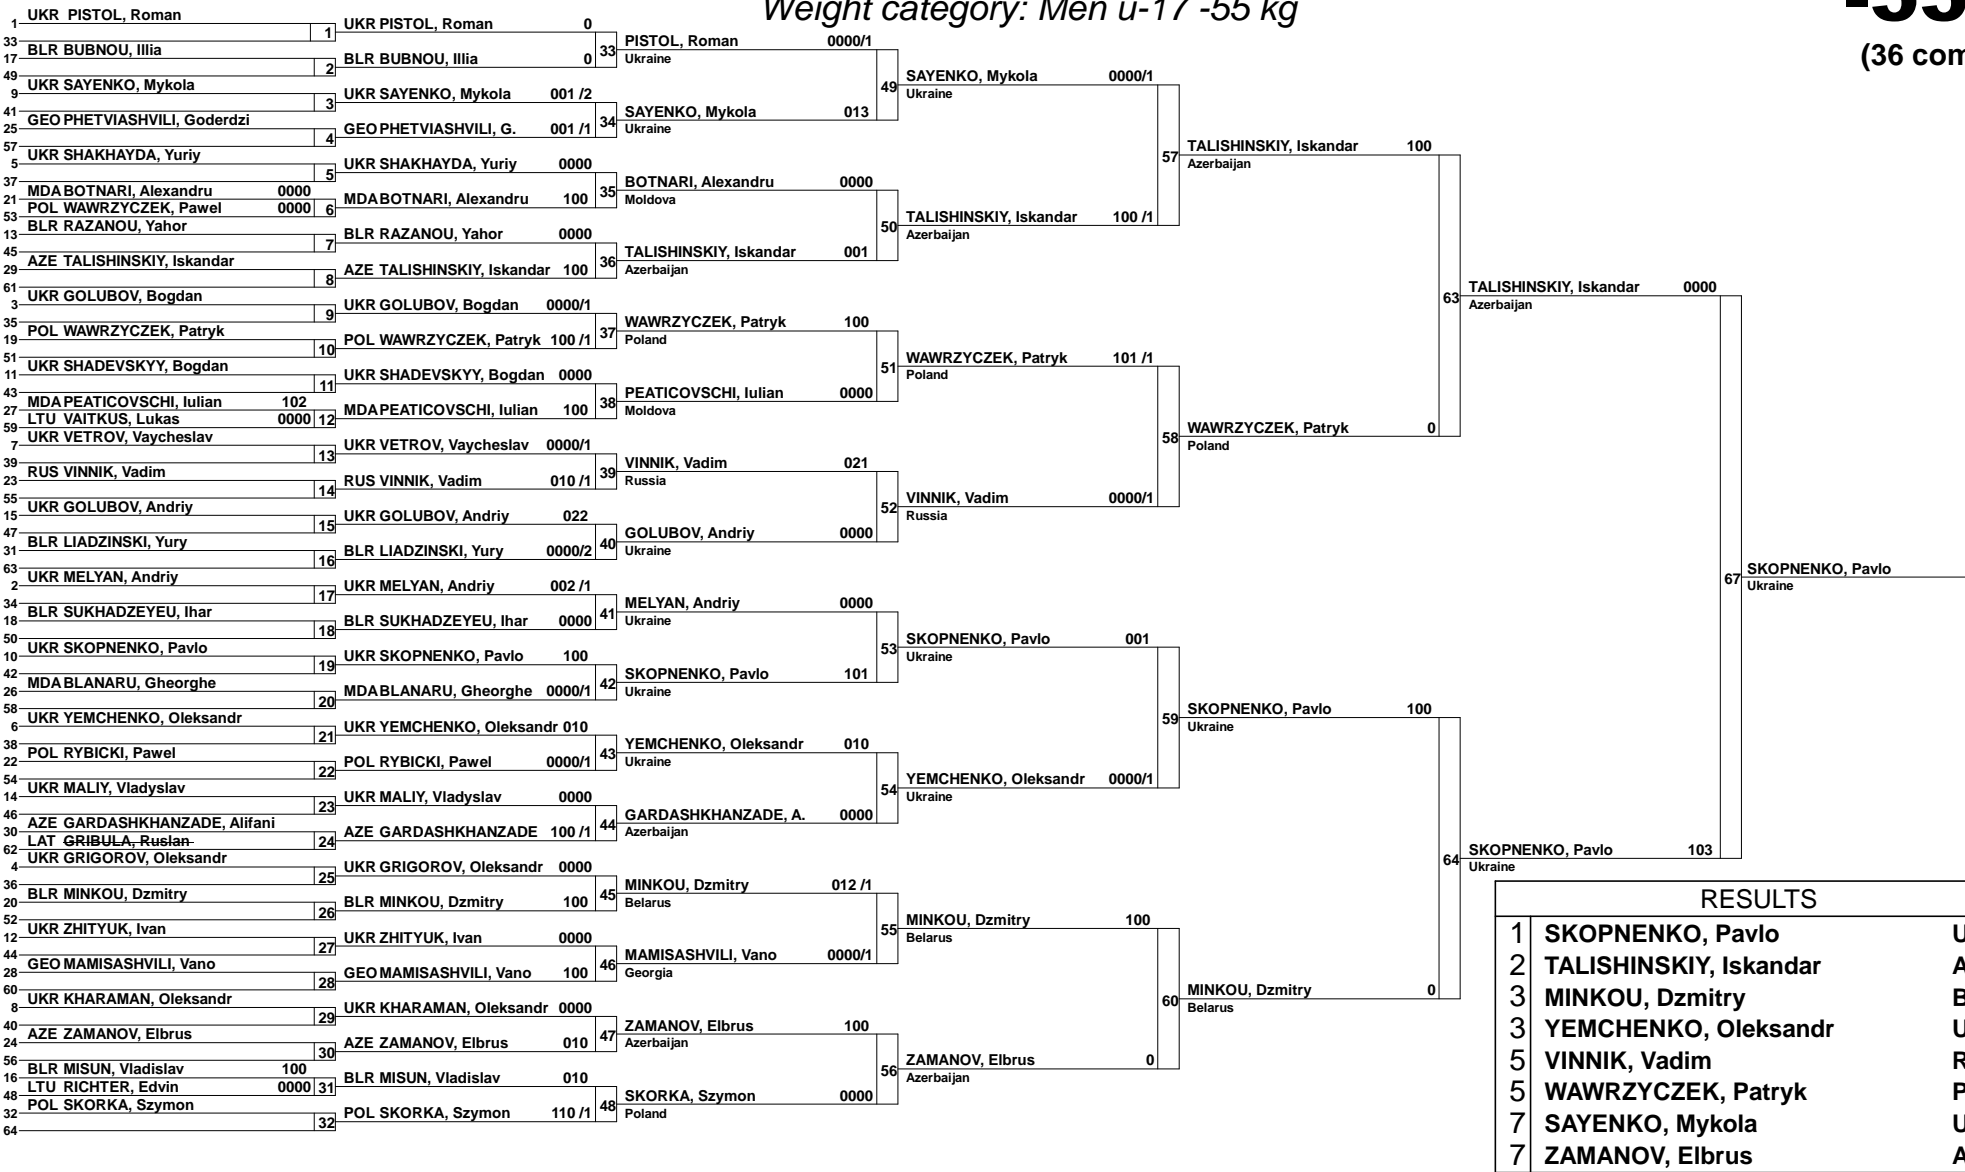 Weight category: Men u-17 -55 kg
(36 com
1 UKR PISTOL, Roman
33 1
17 BLR BUBNOU, Illia
49 2
9 UKR SAYENKO, Mykola
41 3
25 GEO PHETVIASHVILI, Goderdzi
57 4
5 UKR SHAKHAYDA, Yuriy
37 5
21 MDA BOTNARI, Alexandru 0000
53 POL WAWRZYCZEK, Pawel 0000 6
13 BLR RAZANOU, Yahor
45 7
29 AZE TALISHINSKIY, Iskandar
61 8
3 UKR GOLUBOV, Bogdan
35 9
19 POL WAWRZYCZEK, Patryk
51 10
11 UKR SHADEVSKYY, Bogdan
43 11
27 MDA PEATICOVSCHI, Iulian 102
59 LTU VAITKUS, Lukas 0000 12
7 UKR VETROV, Vaycheslav
39 13
23 RUS VINNIK, Vadim
55 14
15 UKR GOLUBOV, Andriy
47 15
31 BLR LIADZINSKI, Yury
63 16
2 UKR MELYAN, Andriy
34 17
18 BLR SUKHADZEYEU, Ihar
50 18
10 UKR SKOPNENKO, Pavlo
42 19
26 MDA BLANARU, Gheorghe
58 20
6 UKR YEMCHENKO, Oleksandr
38 21
22 POL RYBICKI, Pawel
54 22
14 UKR MALIY, Vladyslav
46 23
30 AZE GARDASHKHANZADE, Alifani
62 LAT GRIBULA, Ruslan 24
4 UKR GRIGOROV, Oleksandr
36 25
20 BLR MINKOU, Dzmitry
52 26
12 UKR ZHITYUK, Ivan
44 27
28 GEO MAMISASHVILI, Vano
60 28
8 UKR KHARAMAN, Oleksandr
40 29
24 AZE ZAMANOV, Elbrus
56 30
16 BLR MISUN, Vladislav 100
48 LTU RICHTER, Edvin 0000 31
32 POL SKORKA, Szymon
64 32
UKR PISTOL, Roman 0
BLR BUBNOU, Illia 0 33
UKR SAYENKO, Mykola 001 /2
GEO PHETVIASHVILI, G. 001 /1 34
UKR SHAKHAYDA, Yuriy 0000
MDA BOTNARI, Alexandru 100 35
BLR RAZANOU, Yahor 0000
AZE TALISHINSKIY, Iskandar 100 36
UKR GOLUBOV, Bogdan 0000/1
POL WAWRZYCZEK, Patryk 100 /1 37
UKR SHADEVSKYY, Bogdan 0000
MDA PEATICOVSCHI, Iulian 100 38
UKR VETROV, Vaycheslav 0000/1
RUS VINNIK, Vadim 010 /1 39
UKR GOLUBOV, Andriy 022
BLR LIADZINSKI, Yury 0000/2 40
UKR MELYAN, Andriy 002 /1
BLR SUKHADZEYEU, Ihar 0000 41
UKR SKOPNENKO, Pavlo 100
MDA BLANARU, Gheorghe 0000/1 42
UKR YEMCHENKO, Oleksandr 010
POL RYBICKI, Pawel 0000/1 43
UKR MALIY, Vladyslav 0000
AZE GARDASHKHANZADE 100 /1 44
UKR GRIGOROV, Oleksandr 0000
BLR MINKOU, Dzmitry 100 45
UKR ZHITYUK, Ivan 0000
GEO MAMISASHVILI, Vano 100 46
UKR KHARAMAN, Oleksandr 0000
AZE ZAMANOV, Elbrus 010 47
BLR MISUN, Vladislav 010
POL SKORKA, Szymon 110 /1 48
PISTOL, Roman 0000/1
Ukraine
49
SAYENKO, Mykola 013
Ukraine
BOTNARI, Alexandru 0000
Moldova
50
TALISHINSKIY, Iskandar 001
Azerbaijan
WAWRZYCZEK, Patryk 100
Poland
51
PEATICOVSCHI, Iulian 0000
Moldova
VINNIK, Vadim 021
Russia
52
GOLUBOV, Andriy 0000
Ukraine
MELYAN, Andriy 0000
Ukraine
53
SKOPNENKO, Pavlo 101
Ukraine
YEMCHENKO, Oleksandr 010
Ukraine
54
GARDASHKHANZADE, A. 0000
Azerbaijan
MINKOU, Dzmitry 012 /1
Belarus
55
MAMISASHVILI, Vano 0000/1
Georgia
ZAMANOV, Elbrus 100
Azerbaijan
56
SKORKA, Szymon 0000
Poland
SAYENKO, Mykola 0000/1
Ukraine
57
TALISHINSKIY, Iskandar 100 /1
Azerbaijan
WAWRZYCZEK, Patryk 101 /1
Poland
58
VINNIK, Vadim 0000/1
Russia
SKOPNENKO, Pavlo 001
Ukraine
59
YEMCHENKO, Oleksandr 0000/1
Ukraine
MINKOU, Dzmitry 100
Belarus
60
ZAMANOV, Elbrus 0
Azerbaijan
TALISHINSKIY, Iskandar 100
Azerbaijan
63
WAWRZYCZEK, Patryk 0
Poland
SKOPNENKO, Pavlo 100
Ukraine
64
MINKOU, Dzmitry 0
Belarus
TALISHINSKIY, Iskandar 0000
Azerbaijan
67
SKOPNENKO, Pavlo 103
Ukraine
SKOPNENKO, Pavlo
Ukraine
RESULTS
1 SKOPNENKO, Pavlo U
2 TALISHINSKIY, Iskandar A
3 MINKOU, Dzmitry B
3 YEMCHENKO, Oleksandr U
5 VINNIK, Vadim R
5 WAWRZYCZEK, Patryk P
7 SAYENKO, Mykola U
7 ZAMANOV, Elbrus A